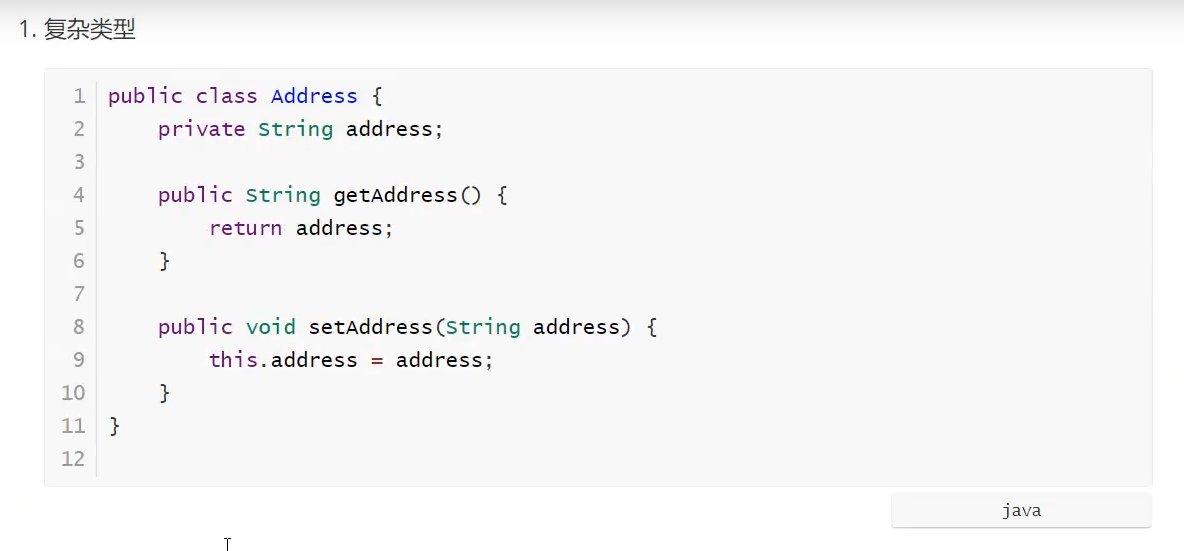 1. 复杂类型
1 public class Address {
2     private String address;
3
4     public String getAddress() {
5         return address;
6     }
7
8     public void setAddress(String address) {
9         this.address = address;
10     }
11 }
12
java